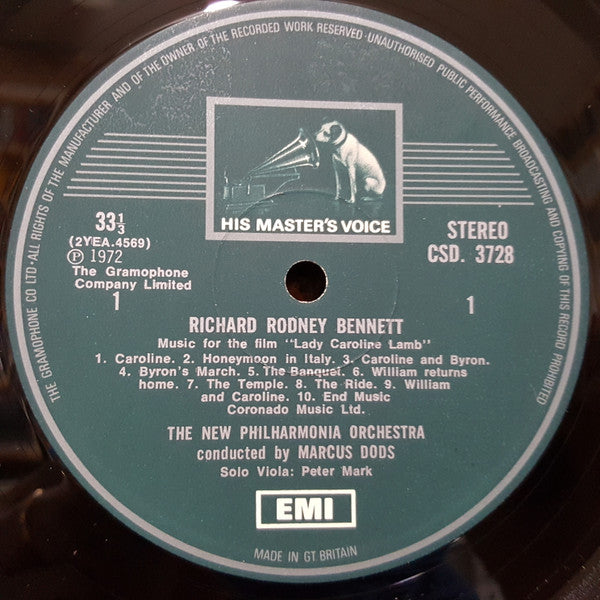 THE GRAMOPHONE CO LTD·ALL RIGHTS OF THE MANUFACTURER AND OF THE OWNER OF THE RECORDED WORK RESERVED·UNAUTHORISED PUBLIC PERFORMANCE BROADCASTING AND COPYING OF THIS RECORD PROHIBITED
HIS MASTER'S VOICE
33⅓
(2YEA.4569)
Ⓟ 1972
The Gramophone
Company Limited
1
STEREO
CSD. 3728
1
RICHARD RODNEY BENNETT
Music for the film "Lady Caroline Lamb"
1. Caroline. 2. Honeymoon in Italy. 3. Caroline and Byron.
4. Byron's March. 5. The Banquet. 6. William returns
home. 7. The Temple. 8. The Ride. 9. William
and Caroline. 10. End Music
Coronado Music Ltd.
THE NEW PHILHARMONIA ORCHESTRA
conducted by MARCUS DODS
Solo Viola: Peter Mark
EMI
MADE IN GT BRITAIN